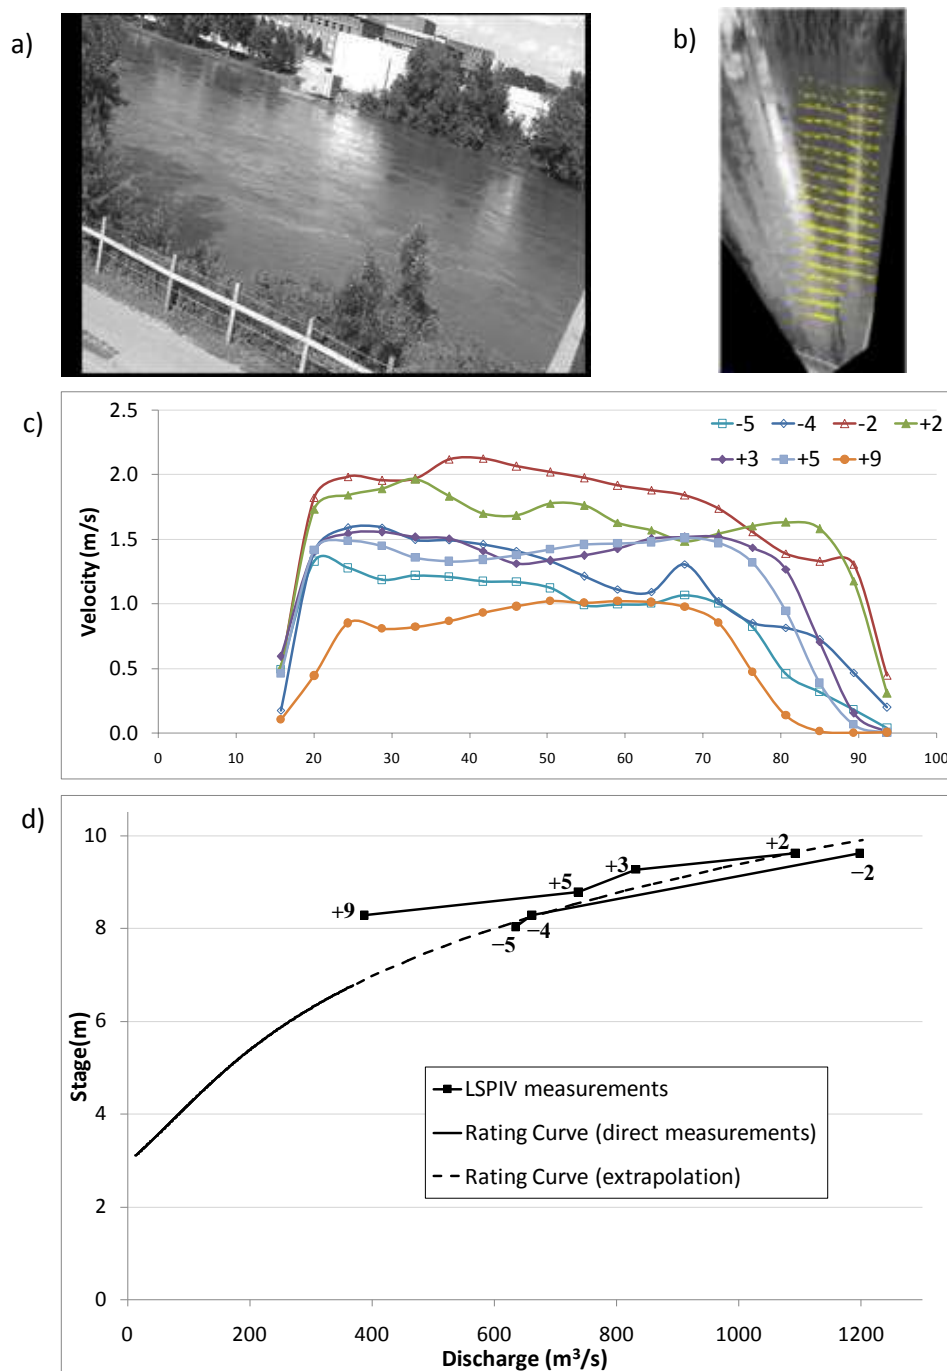 a)
b)
c)
2.5
2.0
1.5
1.0
0.5
0.0
Velocity (m/s)
-5 -4 -2 +2
+3 +5 +9
0 10 20 30 40 50 60 70 80 90 100
d)
10
8
6
4
2
0
Stage(m)
+9
+5
+3
+2
−2
−4
−5
LSPIV measurements
Rating Curve (direct measurements)
Rating Curve (extrapolation)
0 200 400 600 800 1000 1200
Discharge (m³/s)